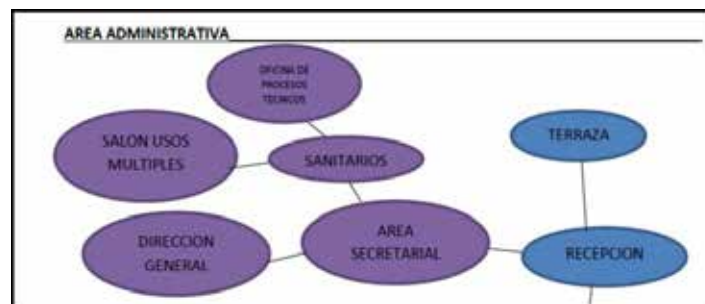 AREA ADMINISTRATIVA
OFICINA DE
PROCESOS
TECNICOS
SALON USOS
MULTIPLES
SANITARIOS
TERRAZA
DIRECCION
GENERAL
AREA
SECRETARIAL
RECEPCION